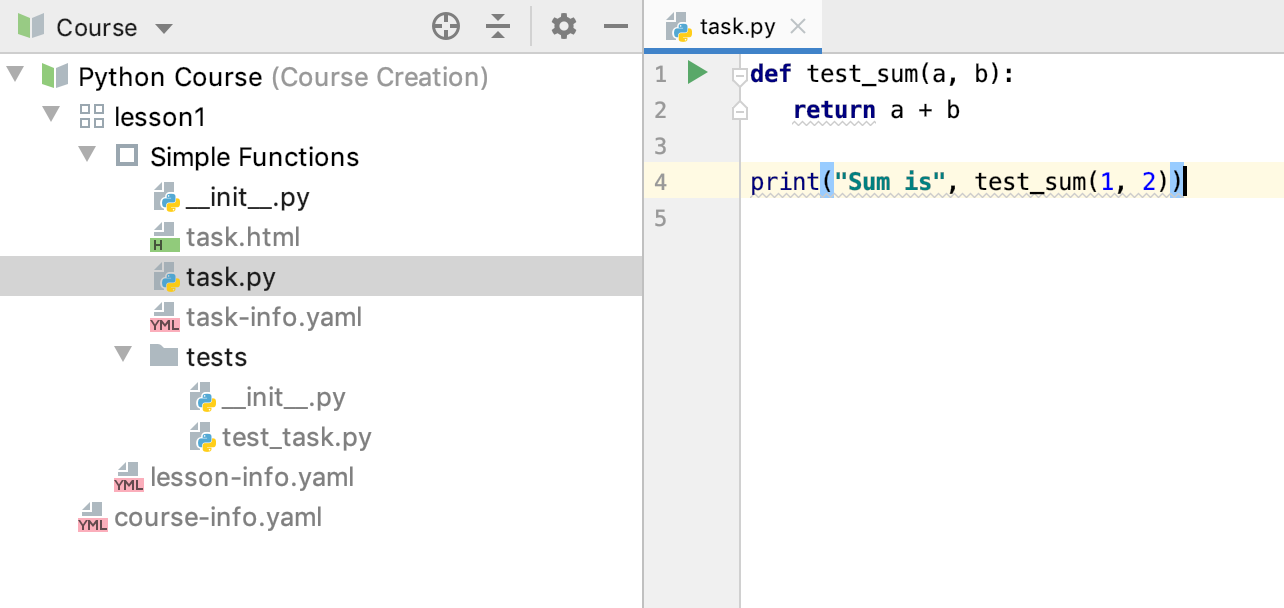 Course
Python Course (Course Creation)
lesson1
Simple Functions
__init__.py
H task.html
task.py
YML task-info.yaml
tests
__init__.py
test_task.py
YML lesson-info.yaml
YML course-info.yaml
task.py
1 def test_sum(a, b):
2    return a + b
3
4 print("Sum is", test_sum(1, 2))
5